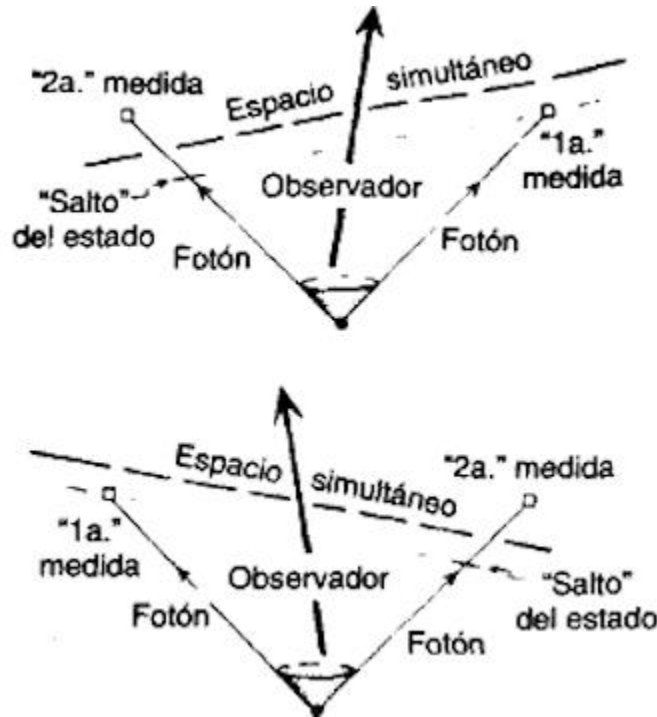 "2a." medida
Espacio simultáneo
"1a."
medida
"Salto"
del estado
Observador
Fotón
Fotón
"2a." medida
Espacio simultáneo
"1a."
medida
Observador
"Salto"
del estado
Fotón
Fotón